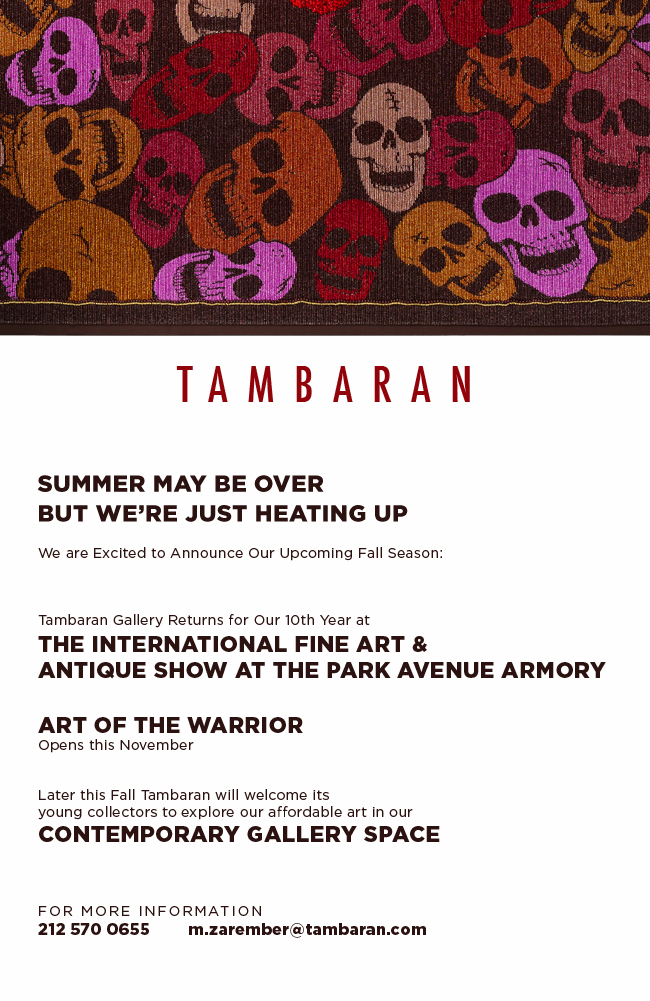 TAMBARAN
SUMMER MAY BE OVER
BUT WE’RE JUST HEATING UP
We are Excited to Announce Our Upcoming Fall Season:
Tambaran Gallery Returns for Our 10th Year at
THE INTERNATIONAL FINE ART &
ANTIQUE SHOW AT THE PARK AVENUE ARMORY
ART OF THE WARRIOR
Opens this November
Later this Fall Tambaran will welcome its
young collectors to explore our affordable art in our
CONTEMPORARY GALLERY SPACE
FOR MORE INFORMATION
212 570 0655 m.zarember@tambaran.com